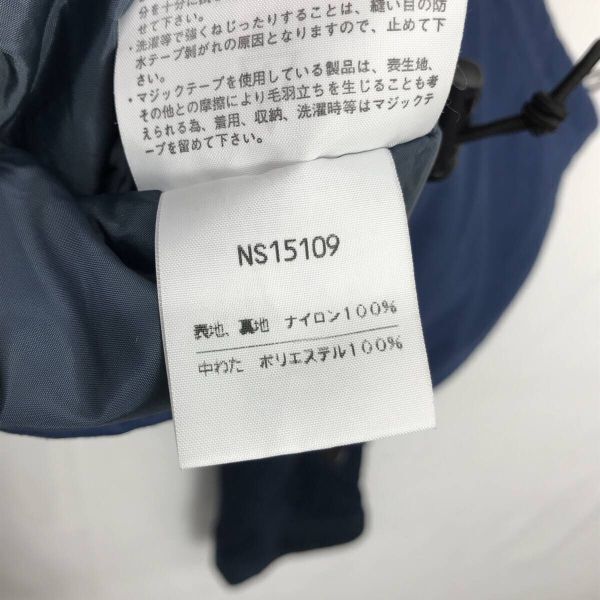 分を十分に
せて下さい。
・洗濯等で強くねじったりすることは、縫い目の防
水テープ剝がれの原因となりますので、止めて下
さい。
・マジックテープを使用している製品は、表生地、
その他との摩擦により毛羽立ちを生じることも考
えられる為、着用、収納、洗濯時等はマジックテ
ープを留めて下さい。
NS15109
表地、裏地 ナイロン100%
中わた ポリエステル100%